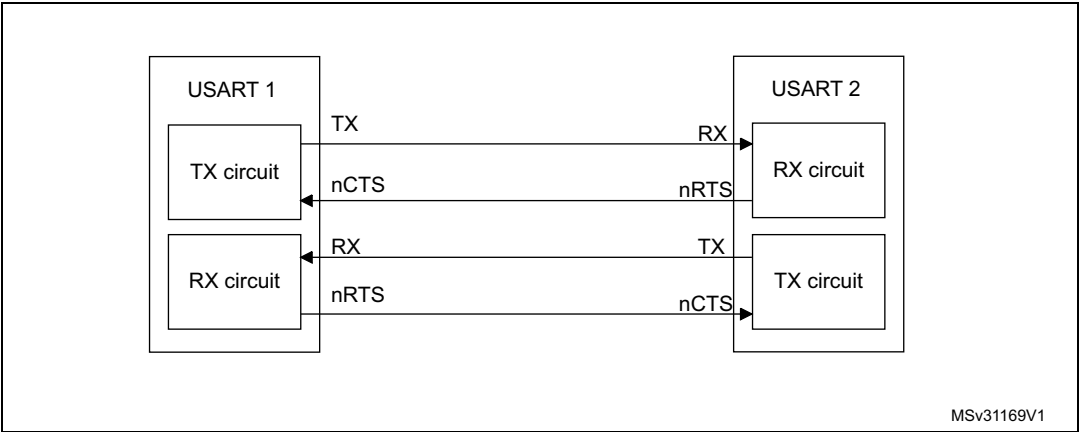 USART 1
USART 2
TX
RX
TX circuit
RX circuit
nCTS
nRTS
RX
TX
RX circuit
TX circuit
nRTS
nCTS
MSv31169V1